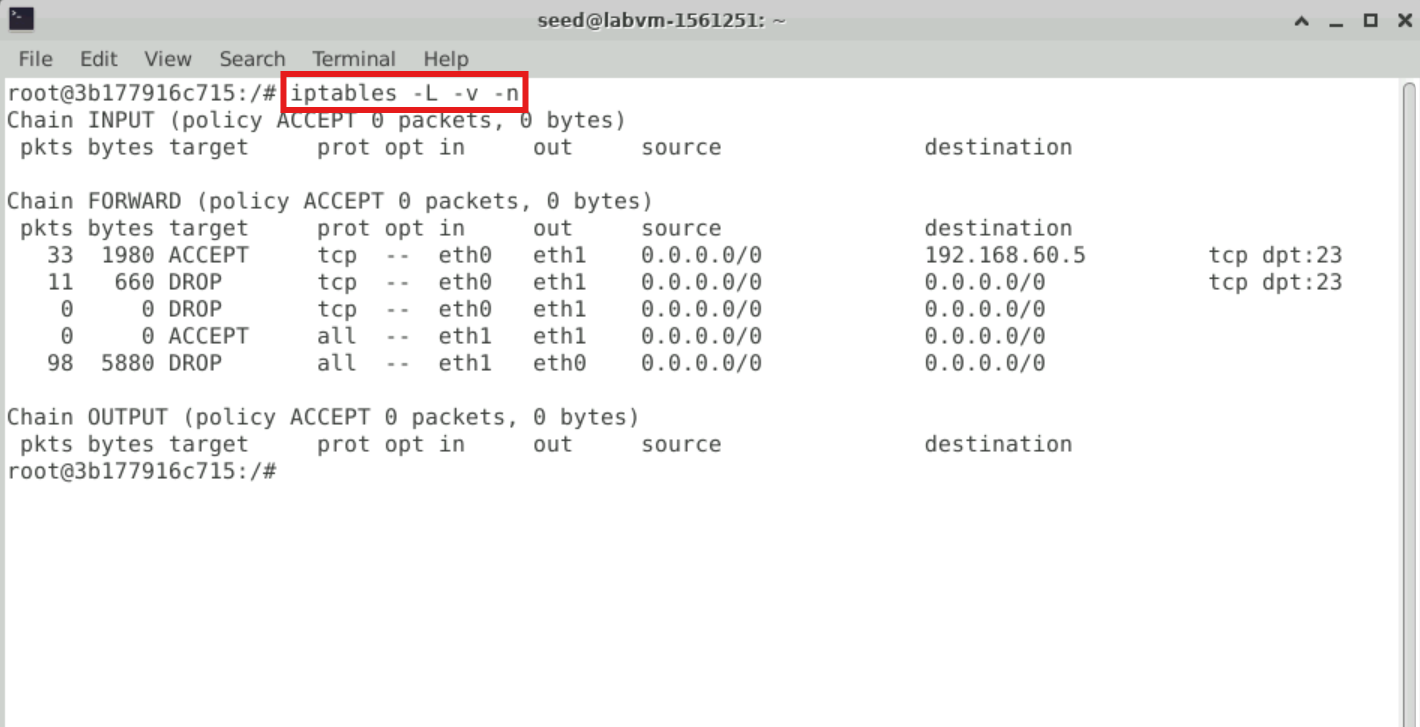 seed@labvm-1561251: ~
File Edit View Search Terminal Help
root@3b177916c715:/# iptables -L -v -n
Chain INPUT (policy ACCEPT 0 packets, 0 bytes)
 pkts bytes target     prot opt in     out     source               destination

Chain FORWARD (policy ACCEPT 0 packets, 0 bytes)
 pkts bytes target     prot opt in     out     source               destination
   33  1980 ACCEPT     tcp  --  eth0   eth1    0.0.0.0/0            192.168.60.5         tcp dpt:23
   11   660 DROP       tcp  --  eth0   eth1    0.0.0.0/0            0.0.0.0/0            tcp dpt:23
    0     0 DROP       tcp  --  eth0   eth1    0.0.0.0/0            0.0.0.0/0
    0     0 ACCEPT     all  --  eth1   eth1    0.0.0.0/0            0.0.0.0/0
   98  5880 DROP       all  --  eth1   eth0    0.0.0.0/0            0.0.0.0/0

Chain OUTPUT (policy ACCEPT 0 packets, 0 bytes)
 pkts bytes target     prot opt in     out     source               destination
root@3b177916c715:/#